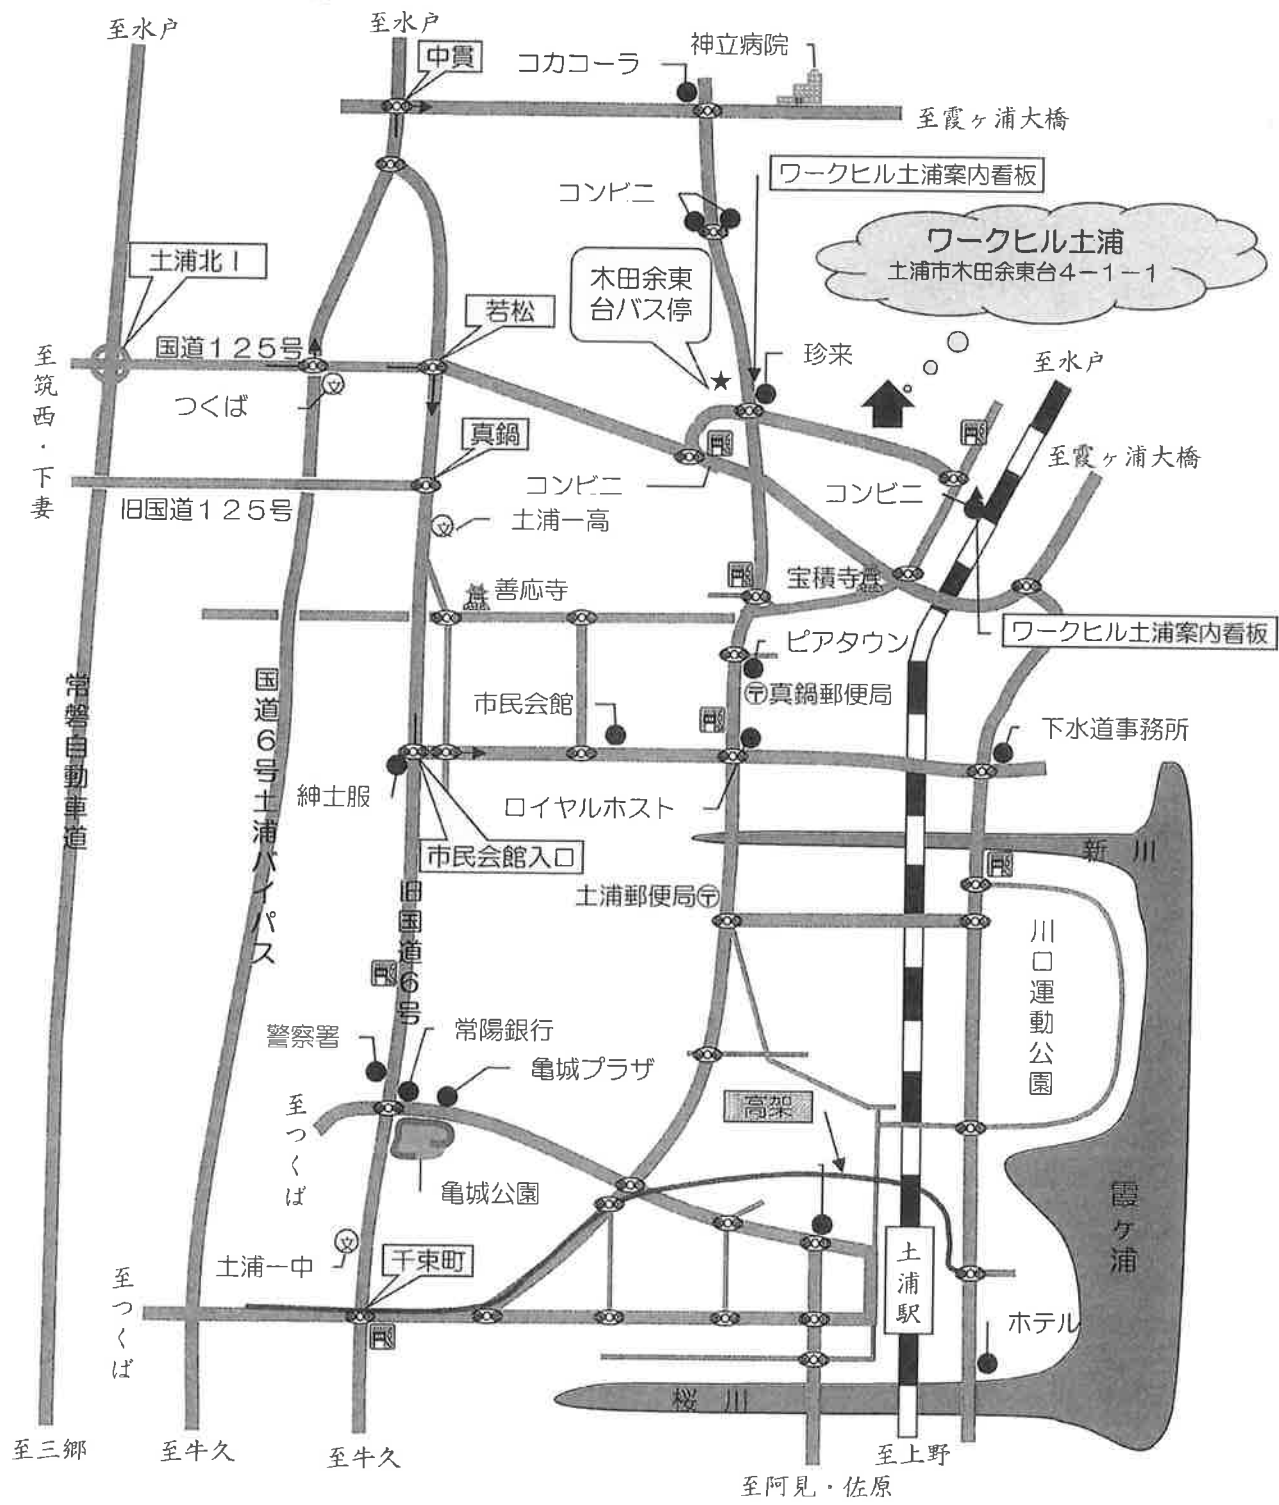 至水戸
至水戸
中貫
コカコーラ
神立病院
至霞ヶ浦大橋
ワークヒル土浦案内看板
コンビニ
ワークヒル土浦
土浦市木田余東台4－1－1
土浦北I
木田余東
台バス停
若松
国道125号
珍来
至水戸
至筑西・下妻
つくば
真鍋
コンビニ
至霞ヶ浦大橋
コンビニ
旧国道125号
土浦一高
善応寺
宝積寺
ワークヒル土浦案内看板
ピアタウン
〒真鍋郵便局
常磐自動車道
国道6号土浦バイパス
市民会館
下水道事務所
紳士服
ロイヤルホスト
市民会館入口
新川
旧国道6号
土浦郵便局〒
川口運動公園
警察署
常陽銀行
亀城プラザ
至つくば
高架
亀城公園
霞ヶ浦
土浦一中
千束町
土浦駅
至つくば
ホテル
桜川
至三郷
至牛久
至牛久
至上野
至阿見・佐原